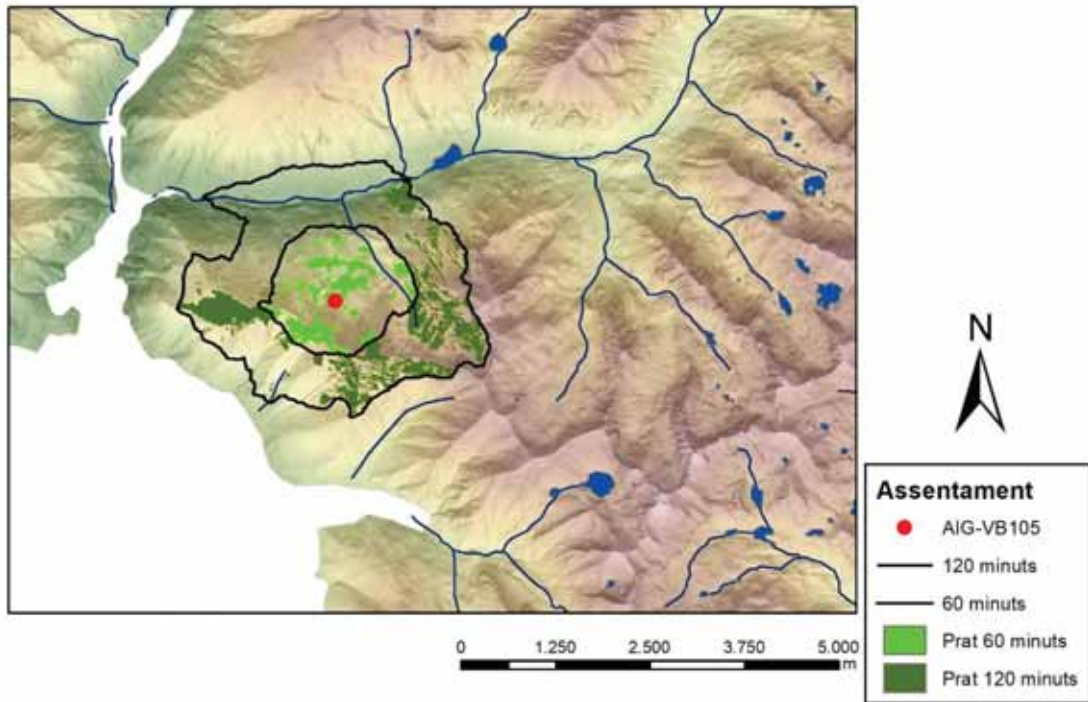 N
Assentament
AIG-VB105
120 minuts
60 minuts
Prat 60 minuts
Prat 120 minuts
0 1.250 2.500 3.750 5.000
m